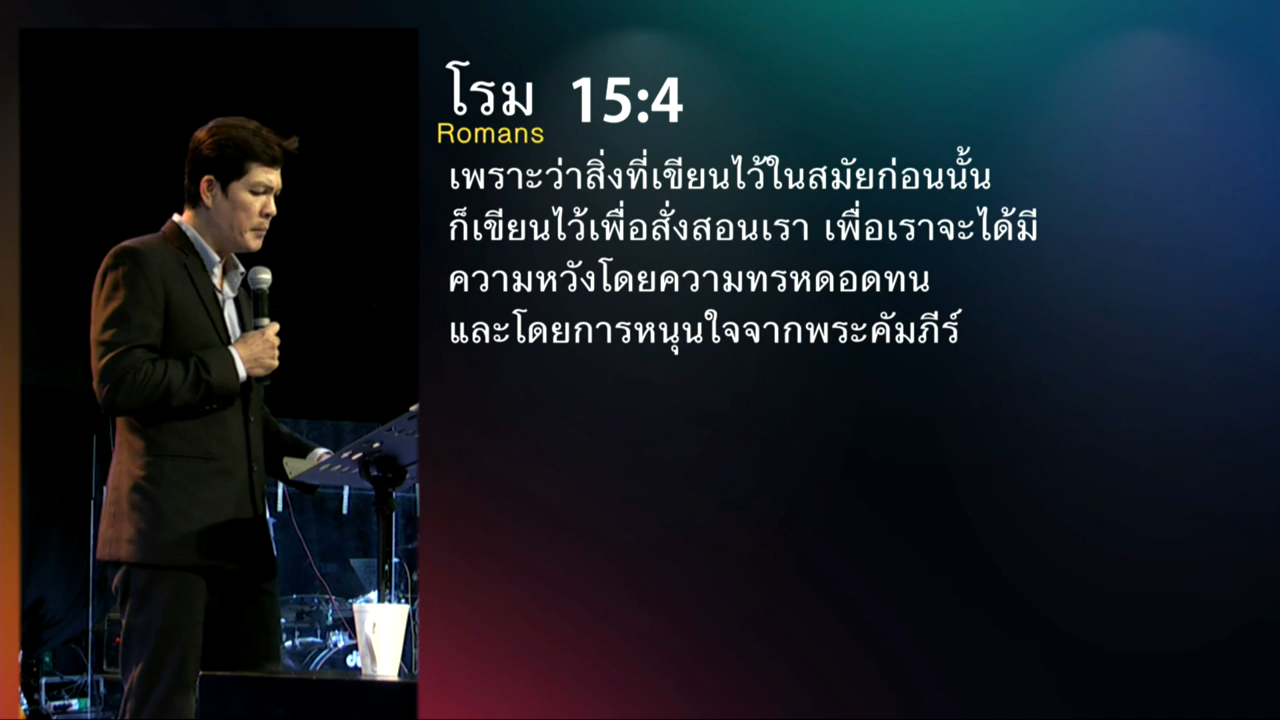 โรม 15:4
Romans
เพราะว่าสิ่งที่เขียนไว้ในสมัยก่อนนั้น
ก็เขียนไว้เพื่อสั่งสอนเรา เพื่อเราจะได้มี
ความหวังโดยความทรหดอดทน
และโดยการหนุนใจจากพระคัมภีร์